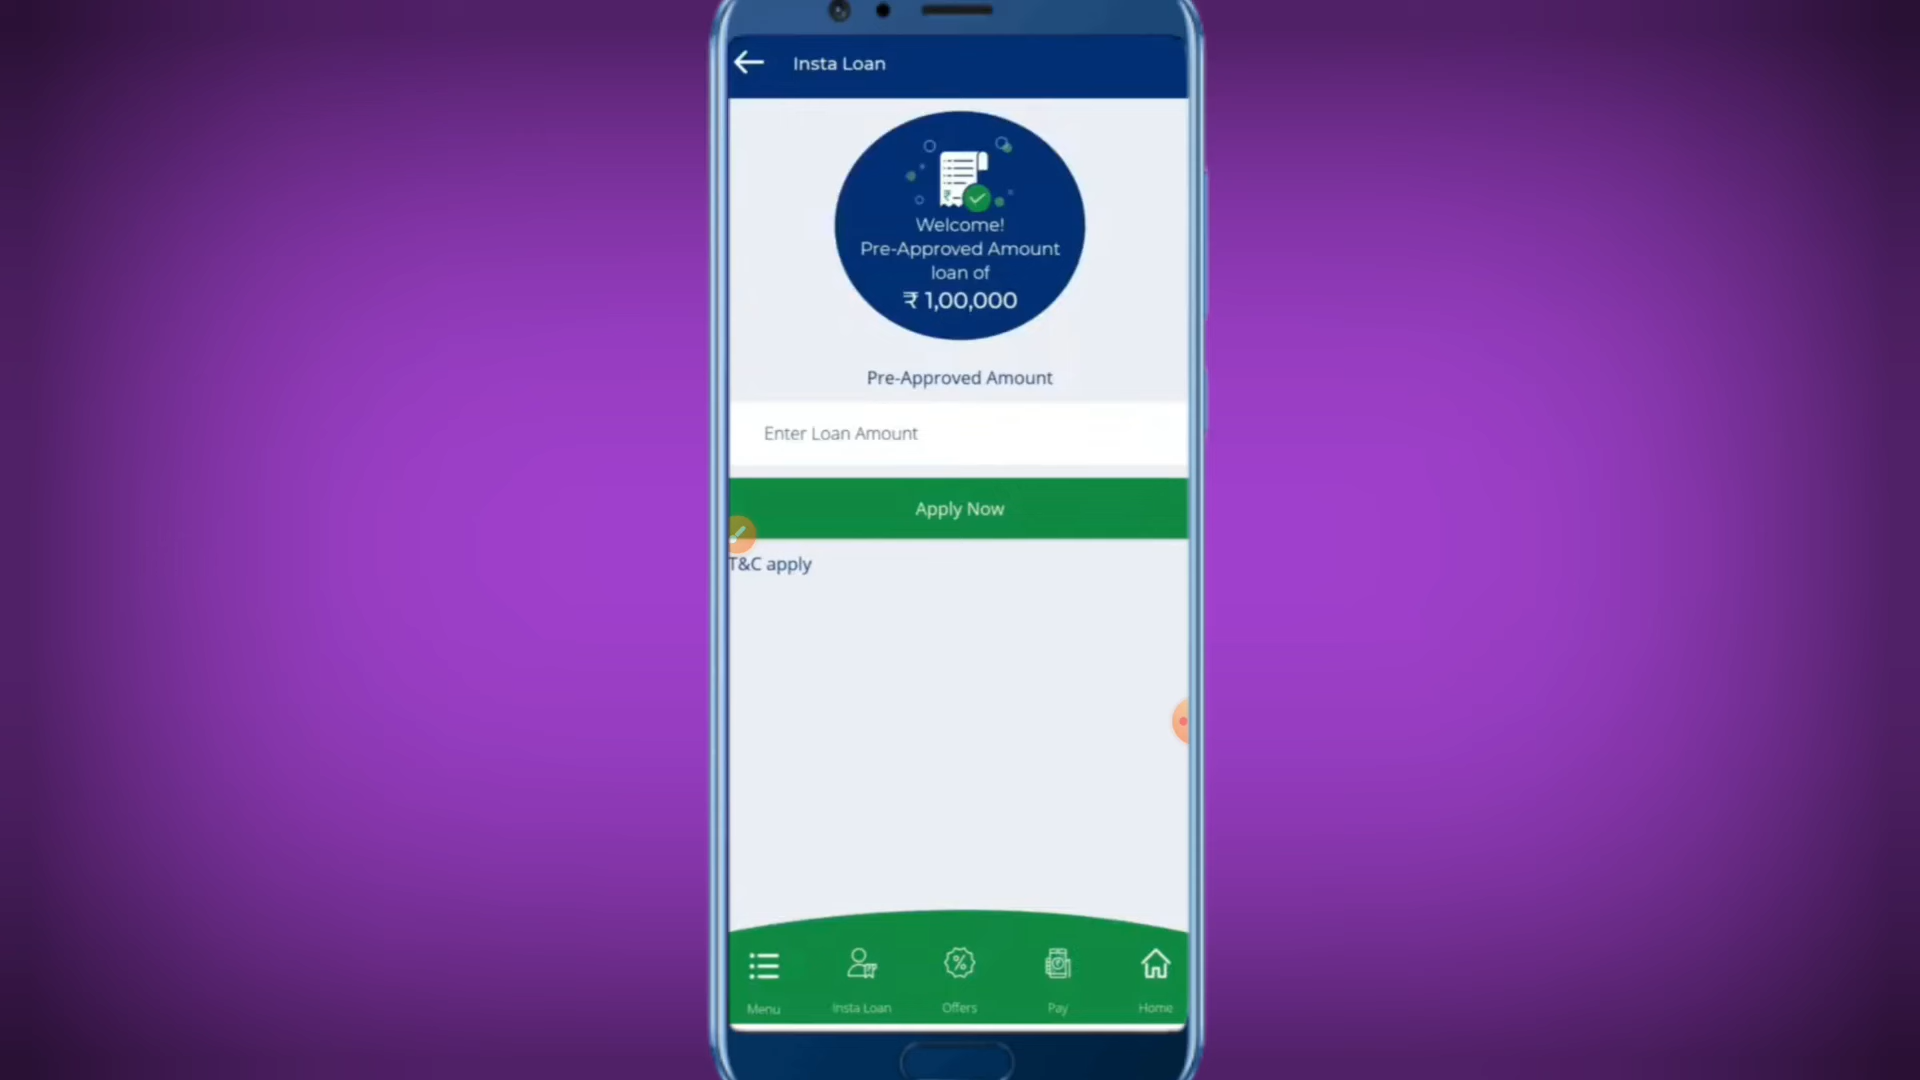 Insta Loan
Welcome!
Pre-Approved Amount
loan of
₹ 1,00,000
Pre-Approved Amount
Enter Loan Amount
Apply Now
T&C apply
Menu
Insta Loan
Offers
Pay
Home